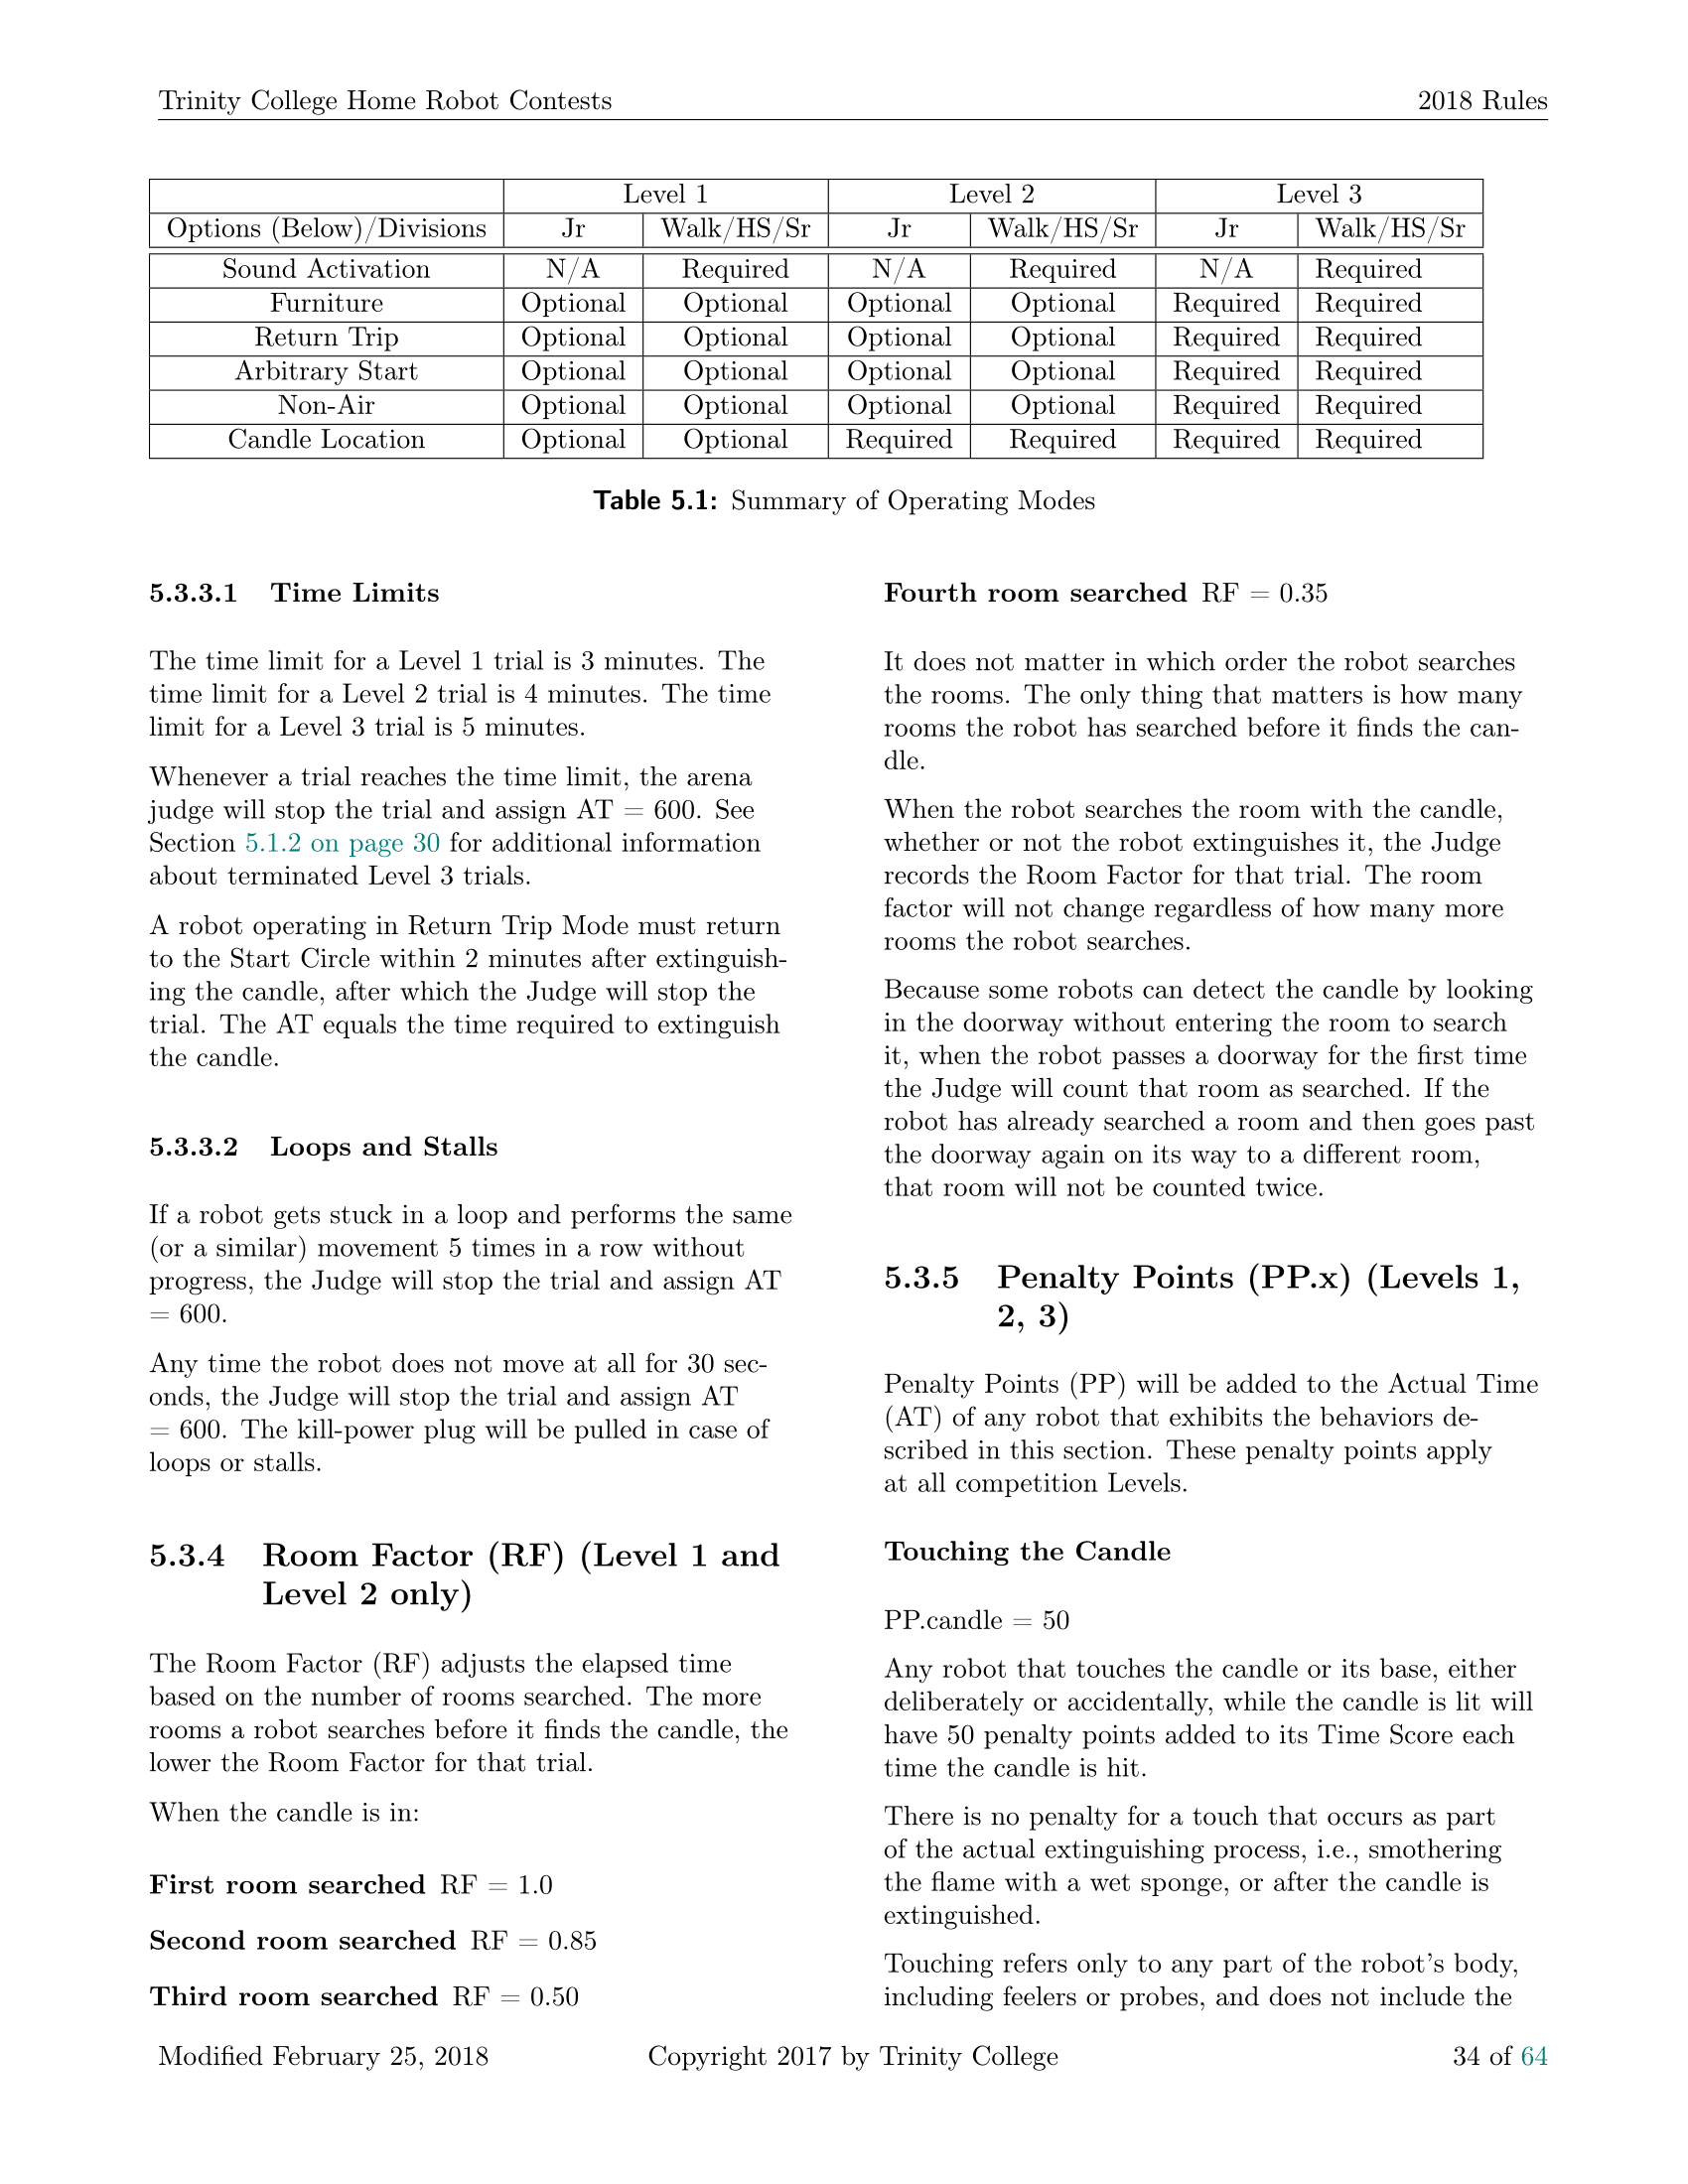 Trinity College Home Robot Contests 2018 Rules
Level 1 Level 2 Level 3
Options (Below)/Divisions Jr Walk/HS/Sr Jr Walk/HS/Sr Jr Walk/HS/Sr
Sound Activation N/A Required N/A Required N/A Required
Furniture Optional Optional Optional Optional Required Required
Return Trip Optional Optional Optional Optional Required Required
Arbitrary Start Optional Optional Optional Optional Required Required
Non-Air Optional Optional Optional Optional Required Required
Candle Location Optional Optional Required Required Required Required
Table 5.1: Summary of Operating Modes
5.3.3.1 Time Limits
The time limit for a Level 1 trial is 3 minutes. The
time limit for a Level 2 trial is 4 minutes. The time
limit for a Level 3 trial is 5 minutes.
Whenever a trial reaches the time limit, the arena
judge will stop the trial and assign AT = 600. See
Section 5.1.2 on page 30 for additional information
about terminated Level 3 trials.
A robot operating in Return Trip Mode must return
to the Start Circle within 2 minutes after extinguish-
ing the candle, after which the Judge will stop the
trial. The AT equals the time required to extinguish
the candle.
5.3.3.2 Loops and Stalls
If a robot gets stuck in a loop and performs the same
(or a similar) movement 5 times in a row without
progress, the Judge will stop the trial and assign AT
= 600.
Any time the robot does not move at all for 30 sec-
onds, the Judge will stop the trial and assign AT
= 600. The kill-power plug will be pulled in case of
loops or stalls.
5.3.4 Room Factor (RF) (Level 1 and
Level 2 only)
The Room Factor (RF) adjusts the elapsed time
based on the number of rooms searched. The more
rooms a robot searches before it finds the candle, the
lower the Room Factor for that trial.
When the candle is in:
First room searched RF = 1.0
Second room searched RF = 0.85
Third room searched RF = 0.50
Fourth room searched RF = 0.35
It does not matter in which order the robot searches
the rooms. The only thing that matters is how many
rooms the robot has searched before it finds the can-
dle.
When the robot searches the room with the candle,
whether or not the robot extinguishes it, the Judge
records the Room Factor for that trial. The room
factor will not change regardless of how many more
rooms the robot searches.
Because some robots can detect the candle by looking
in the doorway without entering the room to search
it, when the robot passes a doorway for the first time
the Judge will count that room as searched. If the
robot has already searched a room and then goes past
the doorway again on its way to a different room,
that room will not be counted twice.
5.3.5 Penalty Points (PP.x) (Levels 1,
2, 3)
Penalty Points (PP) will be added to the Actual Time
(AT) of any robot that exhibits the behaviors de-
scribed in this section. These penalty points apply
at all competition Levels.
Touching the Candle
PP.candle = 50
Any robot that touches the candle or its base, either
deliberately or accidentally, while the candle is lit will
have 50 penalty points added to its Time Score each
time the candle is hit.
There is no penalty for a touch that occurs as part
of the actual extinguishing process, i.e., smothering
the flame with a wet sponge, or after the candle is
extinguished.
Touching refers only to any part of the robot's body,
including feelers or probes, and does not include the
Modified February 25, 2018 Copyright 2017 by Trinity College 34 of 64